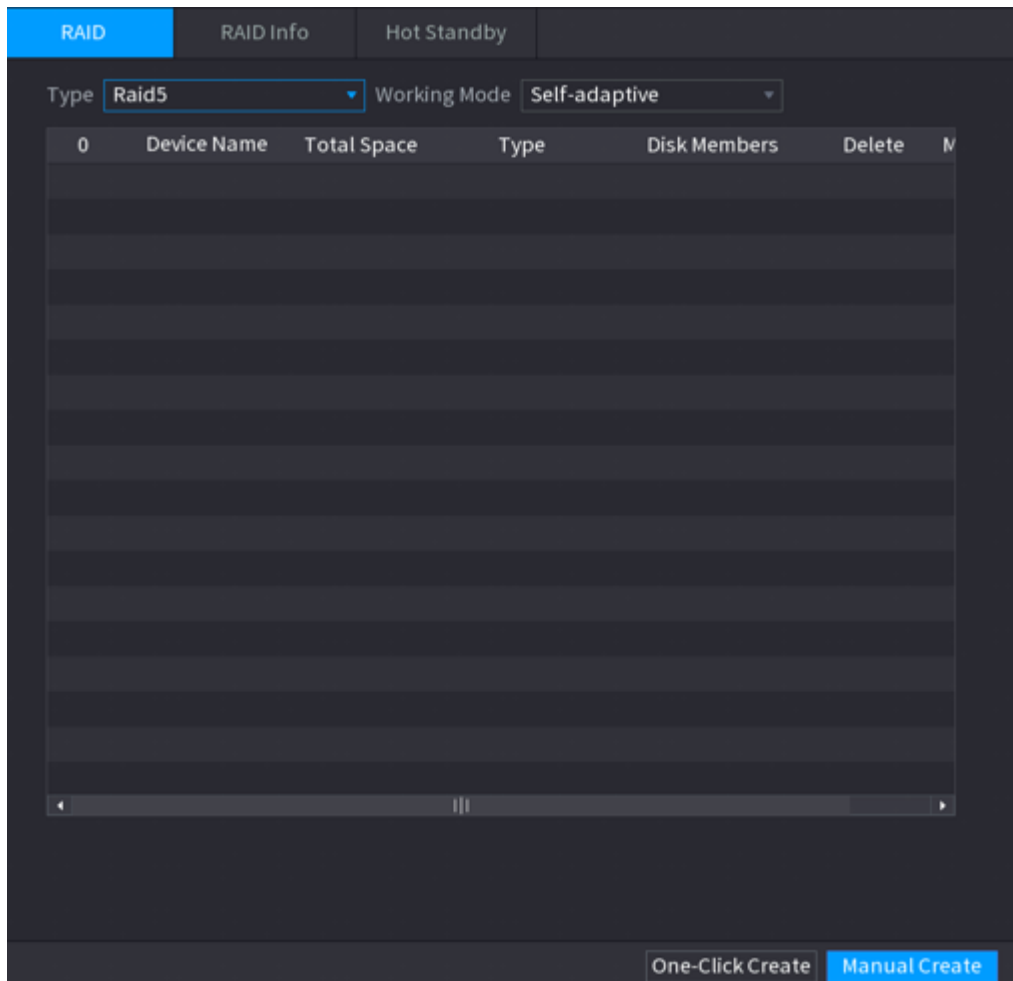 RAID RAID Info Hot Standby
Type Raid5 Working Mode Self-adaptive
0 Device Name Total Space Type Disk Members Delete
One-Click Create Manual Create